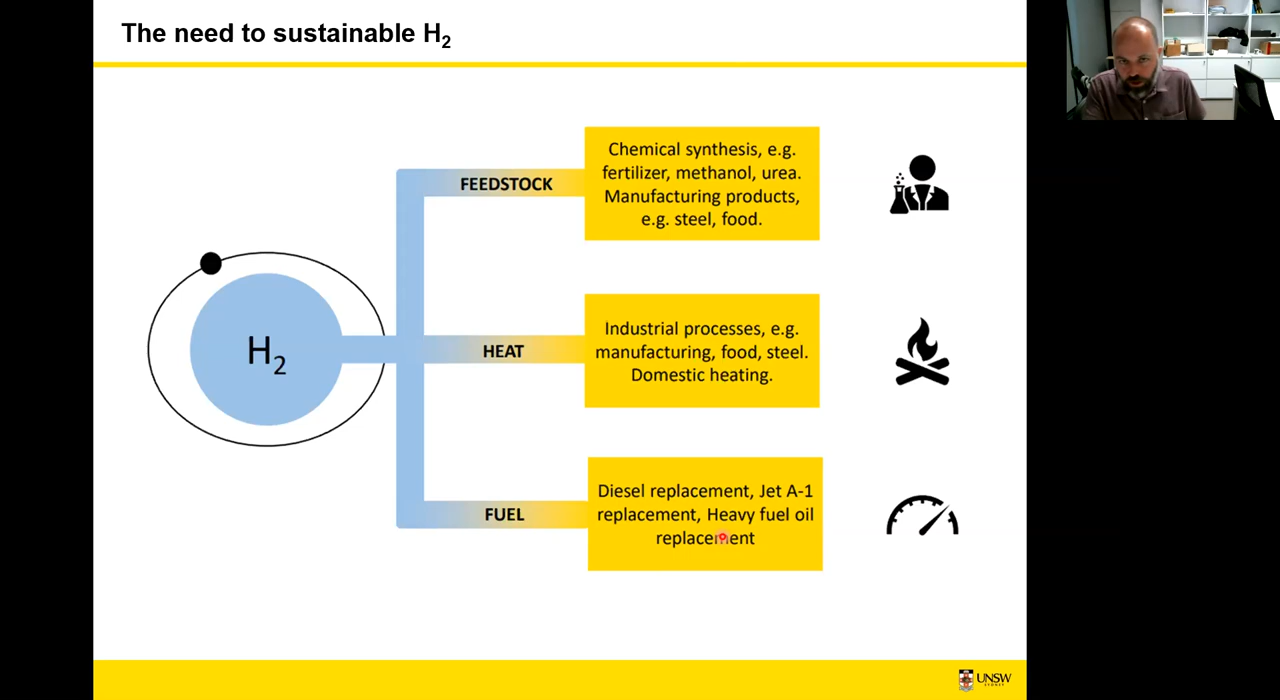 The need to sustainable H₂
FEEDSTOCK
Chemical synthesis, e.g.
fertilizer, methanol, urea.
Manufacturing products,
e.g. steel, food.
H₂
HEAT
Industrial processes, e.g.
manufacturing, food, steel.
Domestic heating.
FUEL
Diesel replacement, Jet A-1
replacement, Heavy fuel oil
replacement
UNSW
SYDNEY